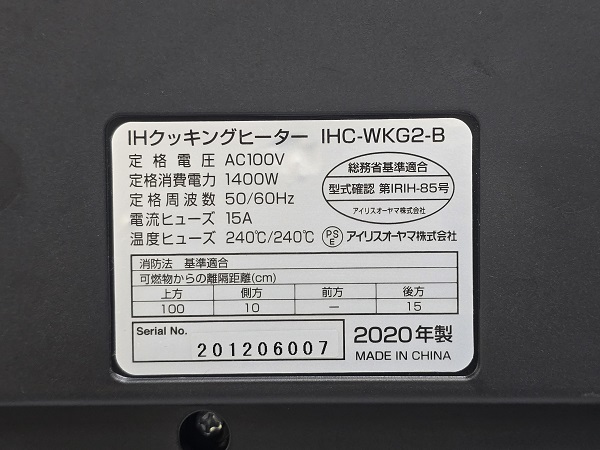 IHクッキングヒーター IHC-WKG2-B
定格電圧 AC100V
定格消費電力 1400W
定格周波数 50/60Hz
電流ヒューズ 15A
温度ヒューズ 240℃/240℃
総務省基準適合
型式確認 第IRIH-85号
アイリスオーヤマ株式会社
PSE アイリスオーヤマ株式会社
消防法 基準適合
可燃物からの離隔距離(cm)
上方 側方 前方 後方
100 10 ― 15
Serial No.
201206007
2020年製
MADE IN CHINA